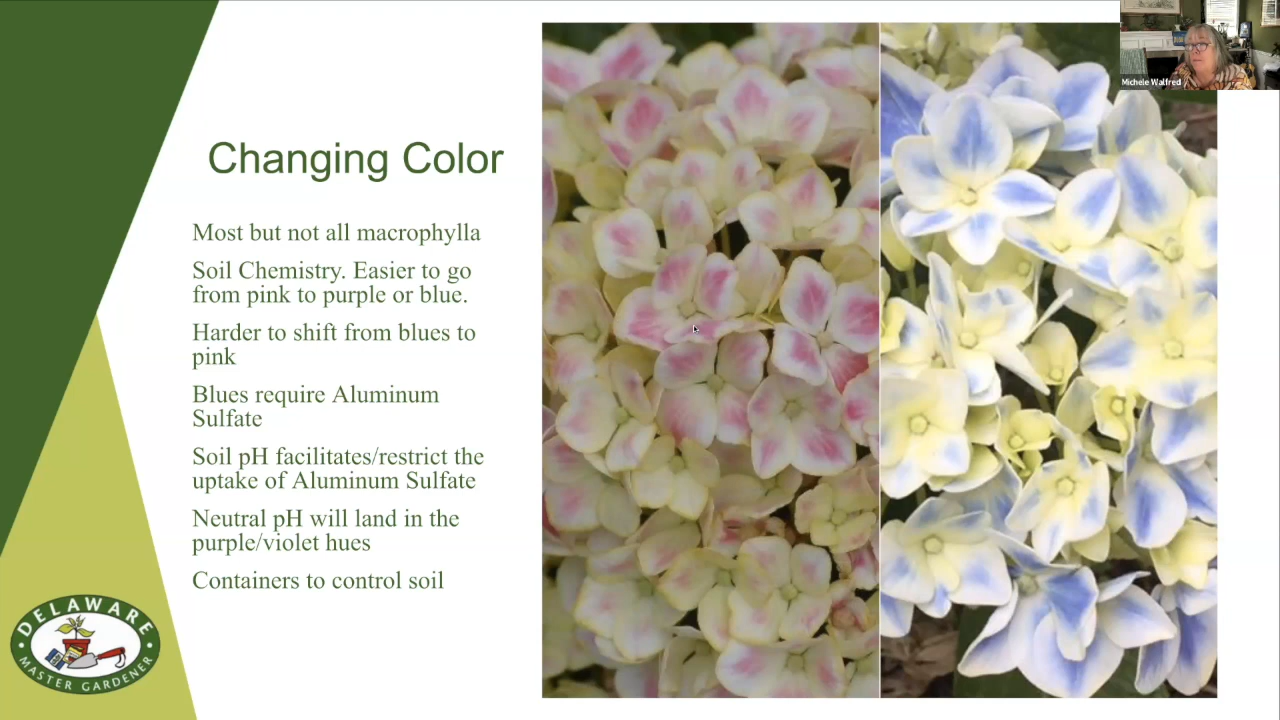 Changing Color
Most but not all macrophylla
Soil Chemistry. Easier to go
from pink to purple or blue.
Harder to shift from blues to
pink
Blues require Aluminum
Sulfate
Soil pH facilitates/restrict the
uptake of Aluminum Sulfate
Neutral pH will land in the
purple/violet hues
Containers to control soil
DELAWARE
MASTER GARDENER
Michele Walfred